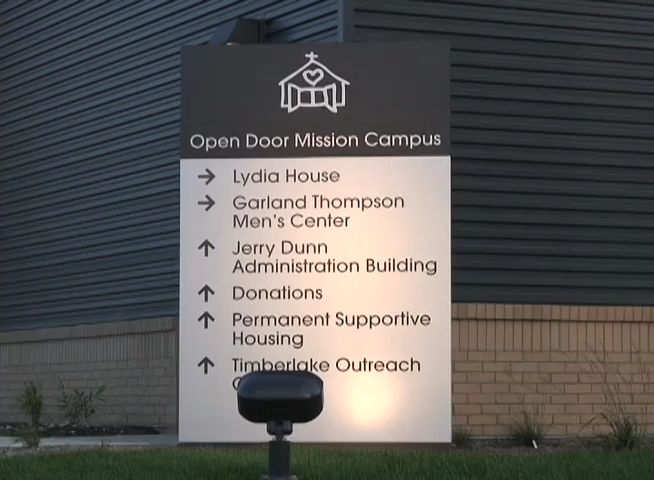 Open Door Mission Campus
→ Lydia House
→ Garland Thompson
Men's Center
↑ Jerry Dunn
Administration Building
↑ Donations
↑ Permanent Supportive
Housing
↑ Timberlake Outreach